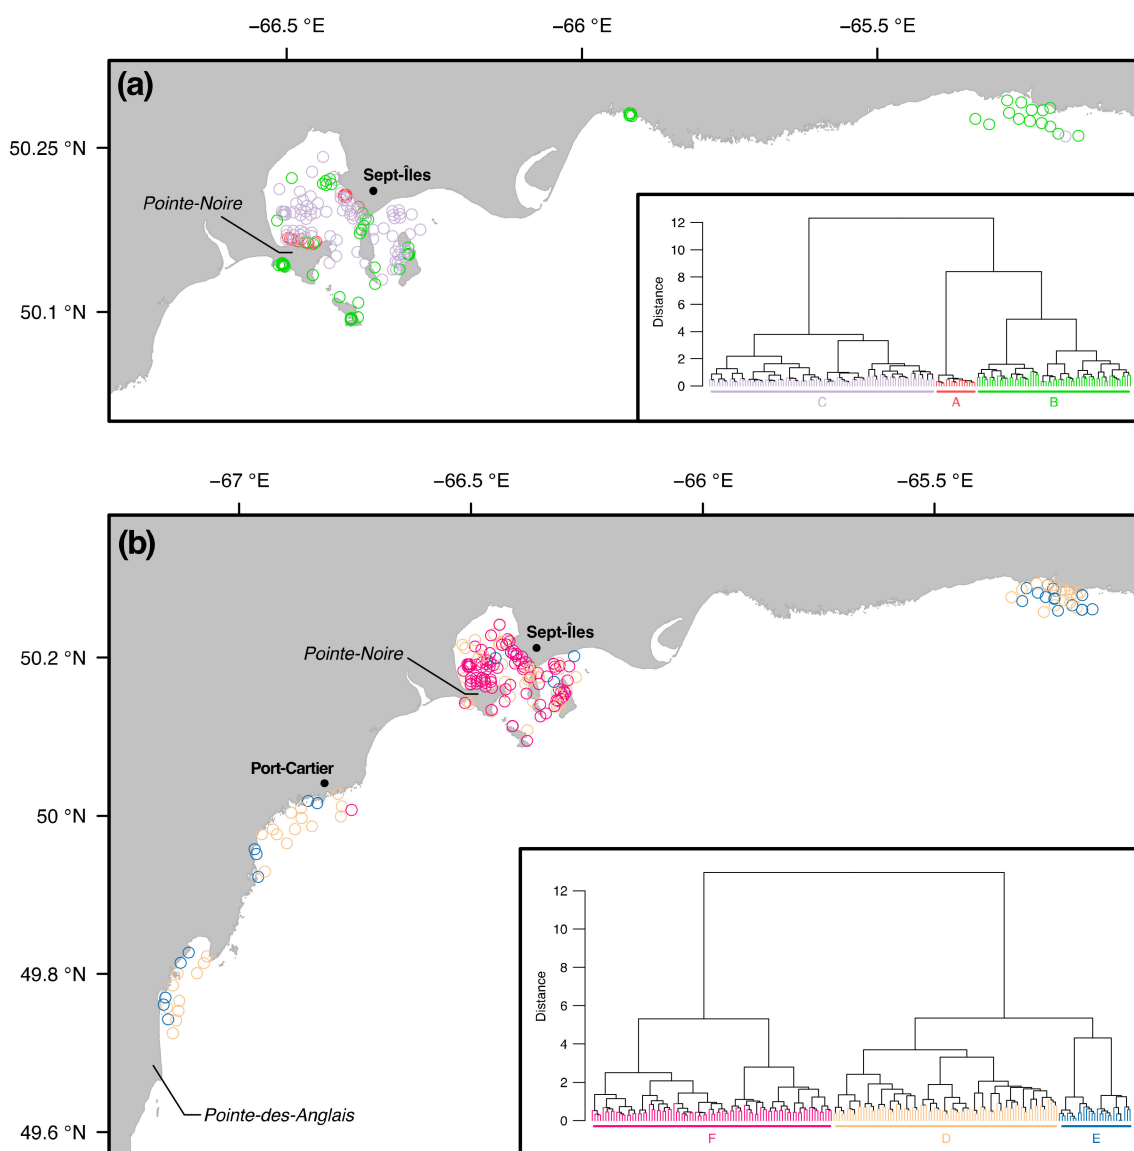 −66.5 °E −66 °E −65.5 °E
(a)
50.25 °N
Sept-Îles
Pointe-Noire
50.1 °N
12
10
8
6
4
2
0
Distance
C A B
−67 °E −66.5 °E −66 °E −65.5 °E
(b)
Sept-Îles
Pointe-Noire
50.2 °N
Port-Cartier
50 °N
49.8 °N
Pointe-des-Anglais
49.6 °N
12
10
8
6
4
2
0
Distance
F D E